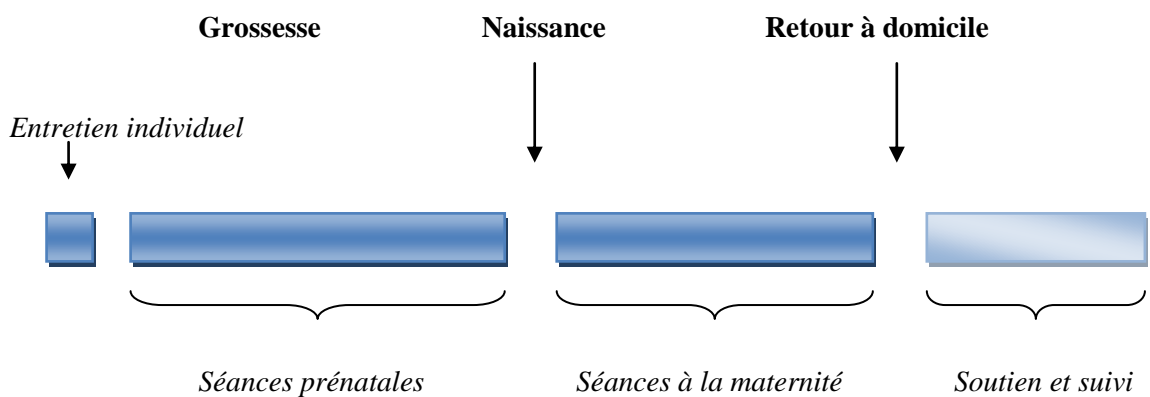 Grossesse Naissance Retour à domicile
Entretien individuel
Séances prénatales Séances à la maternité Soutien et suivi